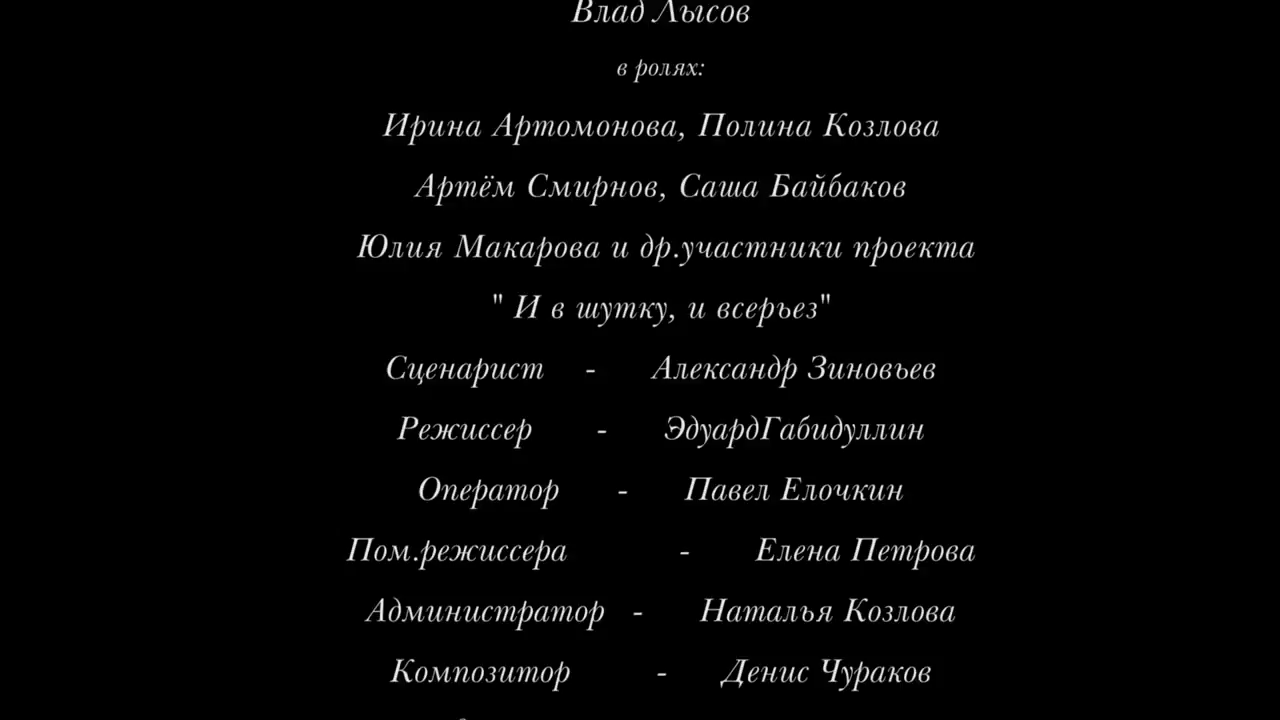 Влад Лысов
в ролях:
Ирина Артомонова, Полина Козлова
Артём Смирнов, Саша Байбаков
Юлия Макарова и др.участники проекта
" И в шутку, и всерьез"
Сценарист - Александр Зиновьев
Режиссер - ЭдуардГабидуллин
Оператор - Павел Елочкин
Пом.режиссера - Елена Петрова
Администратор - Наталья Козлова
Композитор - Денис Чураков